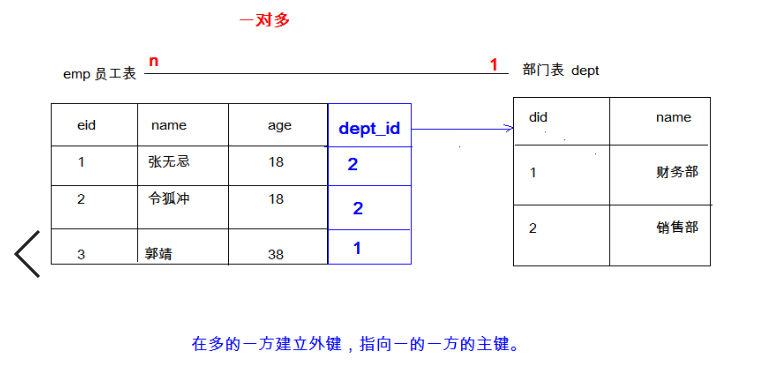 一对多
n 1
emp 员工表 部门表 dept
eid name age dept_id did name
1 张无忌 18 2 1 财务部
2 令狐冲 18 2 2 销售部
3 郭靖 38 1
在多的一方建立外键，指向一的一方的主键。